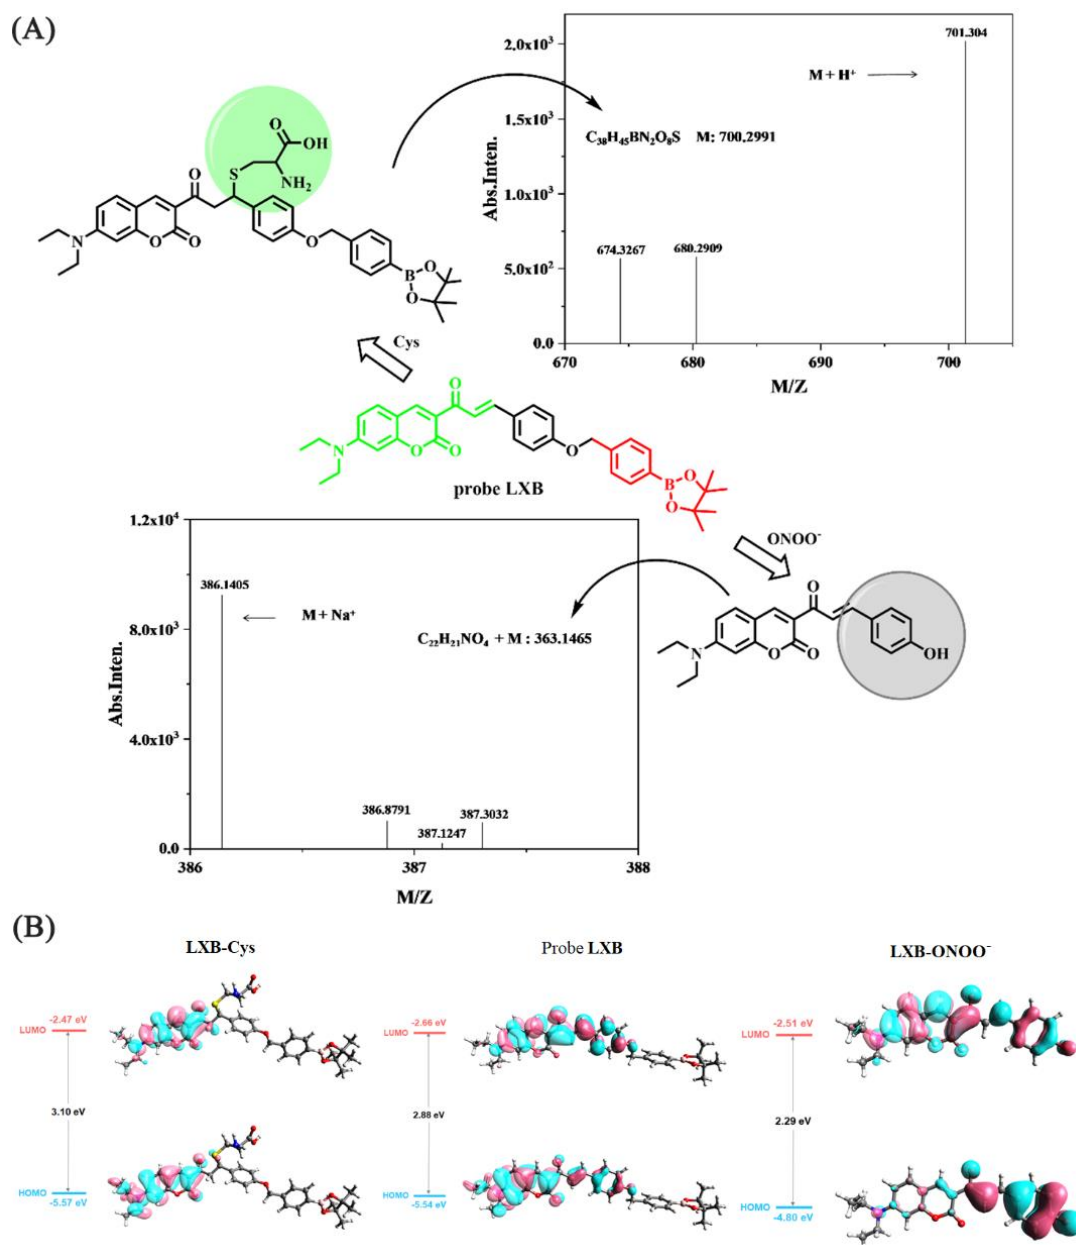 (A)
2.0x10³
1.5x10³
1.0x10³
5.0x10²
0.0
Abs.Inten.
701.304
M + H⁺
C₃₈H₄₅BN₂O₈S M: 700.2991
674.3267
680.2909
670
680
690
700
M/Z
O
OH
NH₂
S
O
N
O
O
O
B
O
O
Cys
O
N
O
O
O
B
O
O
probe LXB
ONOO⁻
1.2x10⁴
8.0x10³
4.0x10³
0.0
Abs.Inten.
386.1405
M + Na⁺
C₂₂H₂₁NO₄ + M : 363.1465
386.8791
387.1247
387.3032
386
387
388
M/Z
O
N
O
O
OH
(B)
LXB-Cys
Probe LXB
LXB-ONOO⁻
-2.47 eV
LUMO
3.10 eV
HOMO
-5.57 eV
-2.66 eV
LUMO
2.88 eV
HOMO
-5.54 eV
-2.51 eV
LUMO
2.29 eV
HOMO
-4.80 eV